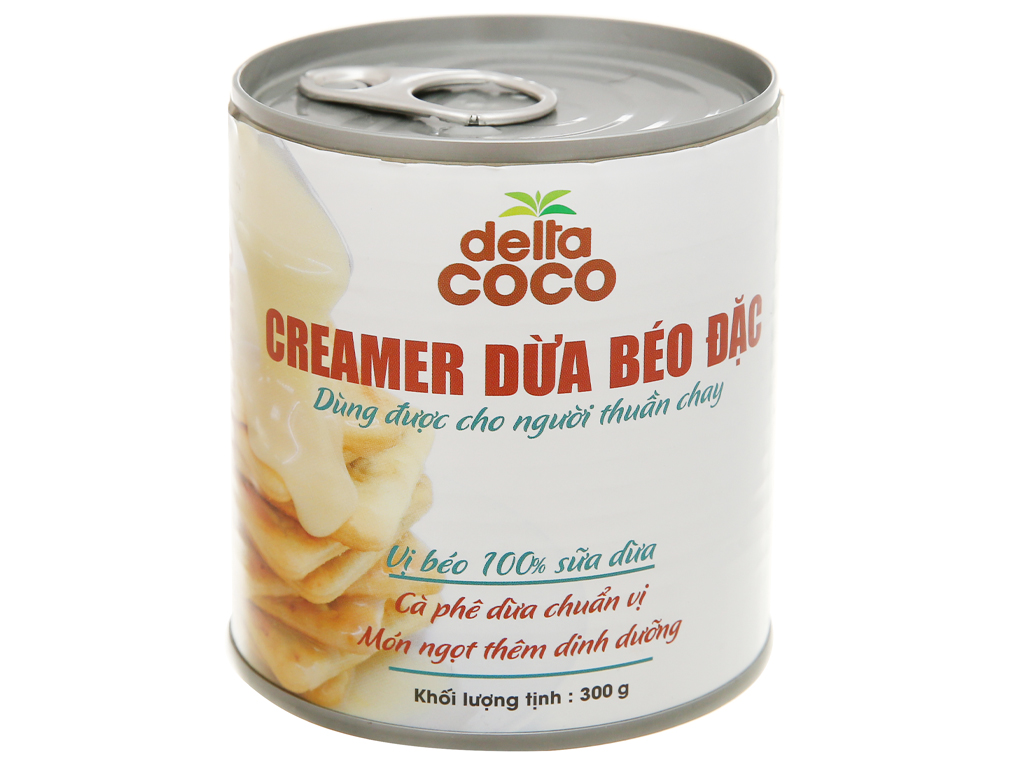 delta
coco
CREAMER DỪA BÉO ĐẶC
Dùng được cho người thuần chay
Vị béo 100% sữa dừa
Cà phê dừa chuẩn vị
Món ngọt thêm dinh dưỡng
Khối lượng tịnh : 300 g